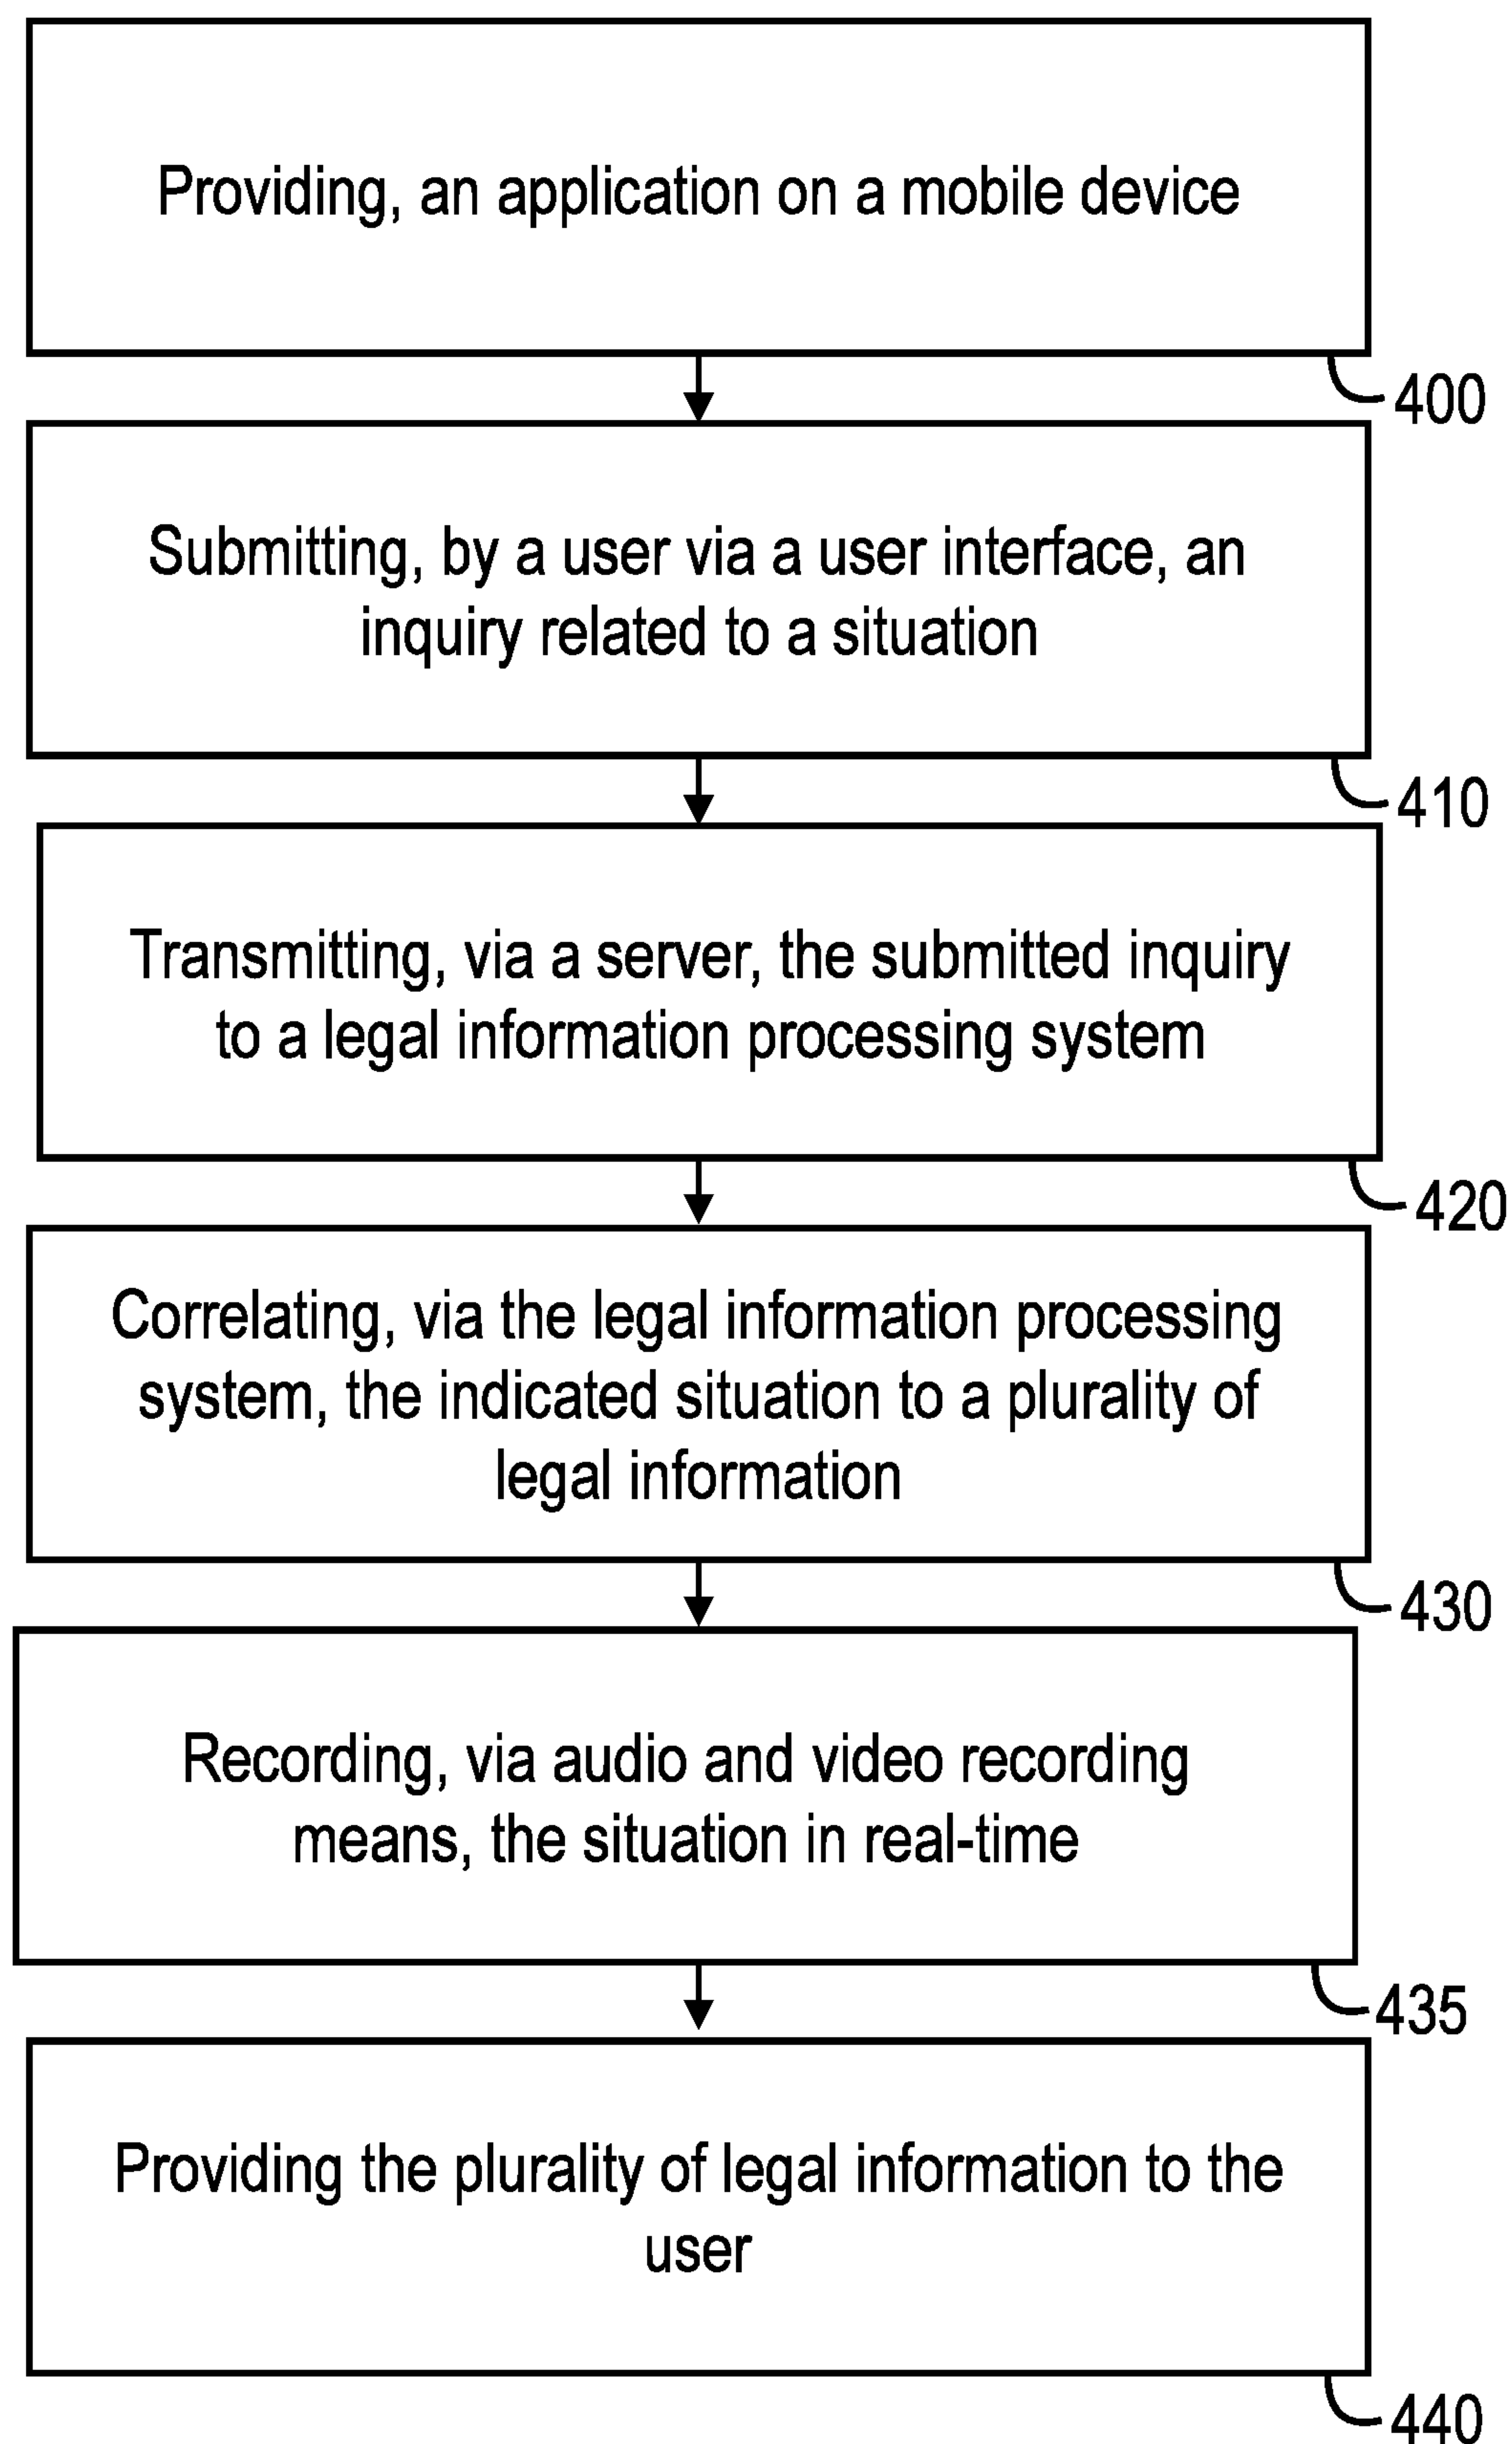 Providing, an application on a mobile device
400
Submitting, by a user via a user interface, an
inquiry related to a situation
410
Transmitting, via a server, the submitted inquiry
to a legal information processing system
420
Correlating, via the legal information processing
system, the indicated situation to a plurality of
legal information
430
Recording, via audio and video recording
means, the situation in real-time
435
Providing the plurality of legal information to the
user
440